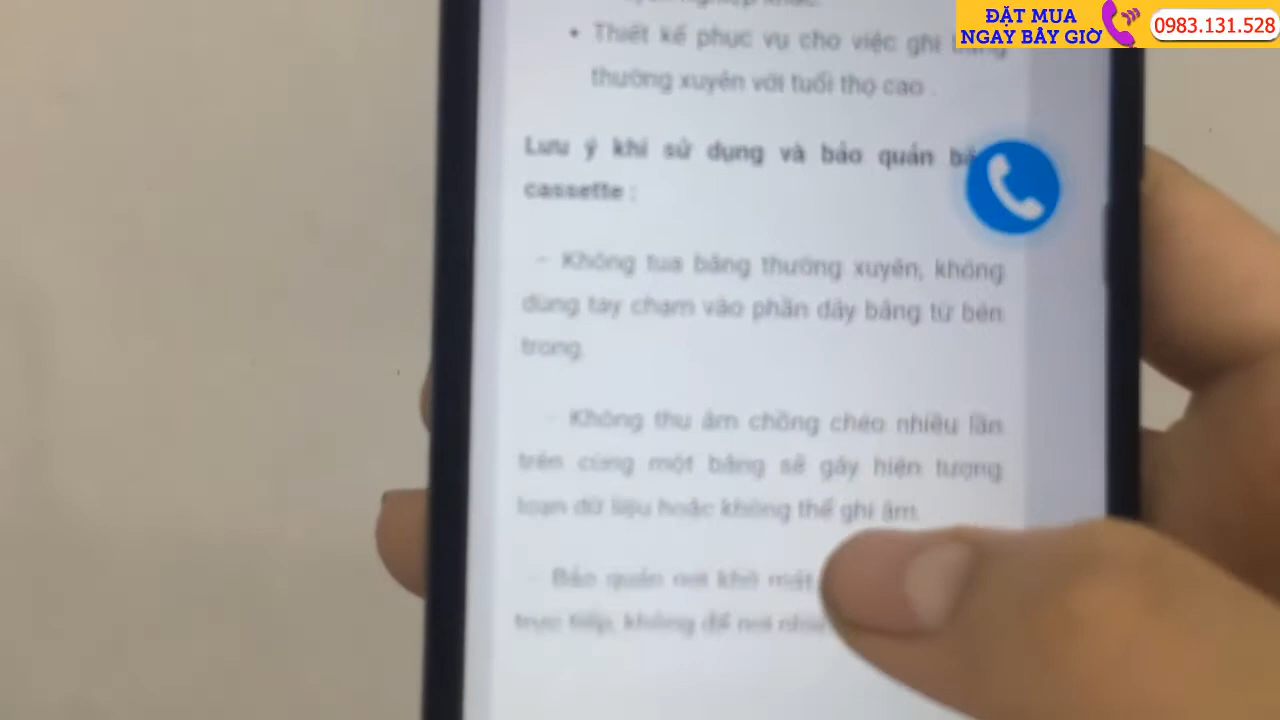 ĐẶT MUA
NGAY BÂY GIỜ
0983.131.528
• Thiết kế phục vụ cho việc ghi
thường xuyên với tuổi thọ cao .
Lưu ý khi sử dụng và bảo quản
cassette :
– Không tua băng thường xuyên, không
dùng tay chạm vào phần dây băng từ bên
trong.
– Không thu âm chồng chéo nhiều lần
trên cùng một băng sẽ gây hiện tượng
loạn dữ liệu hoặc không thể ghi âm.
Bảo quản nơi khô mát
trực tiếp, không để nơi